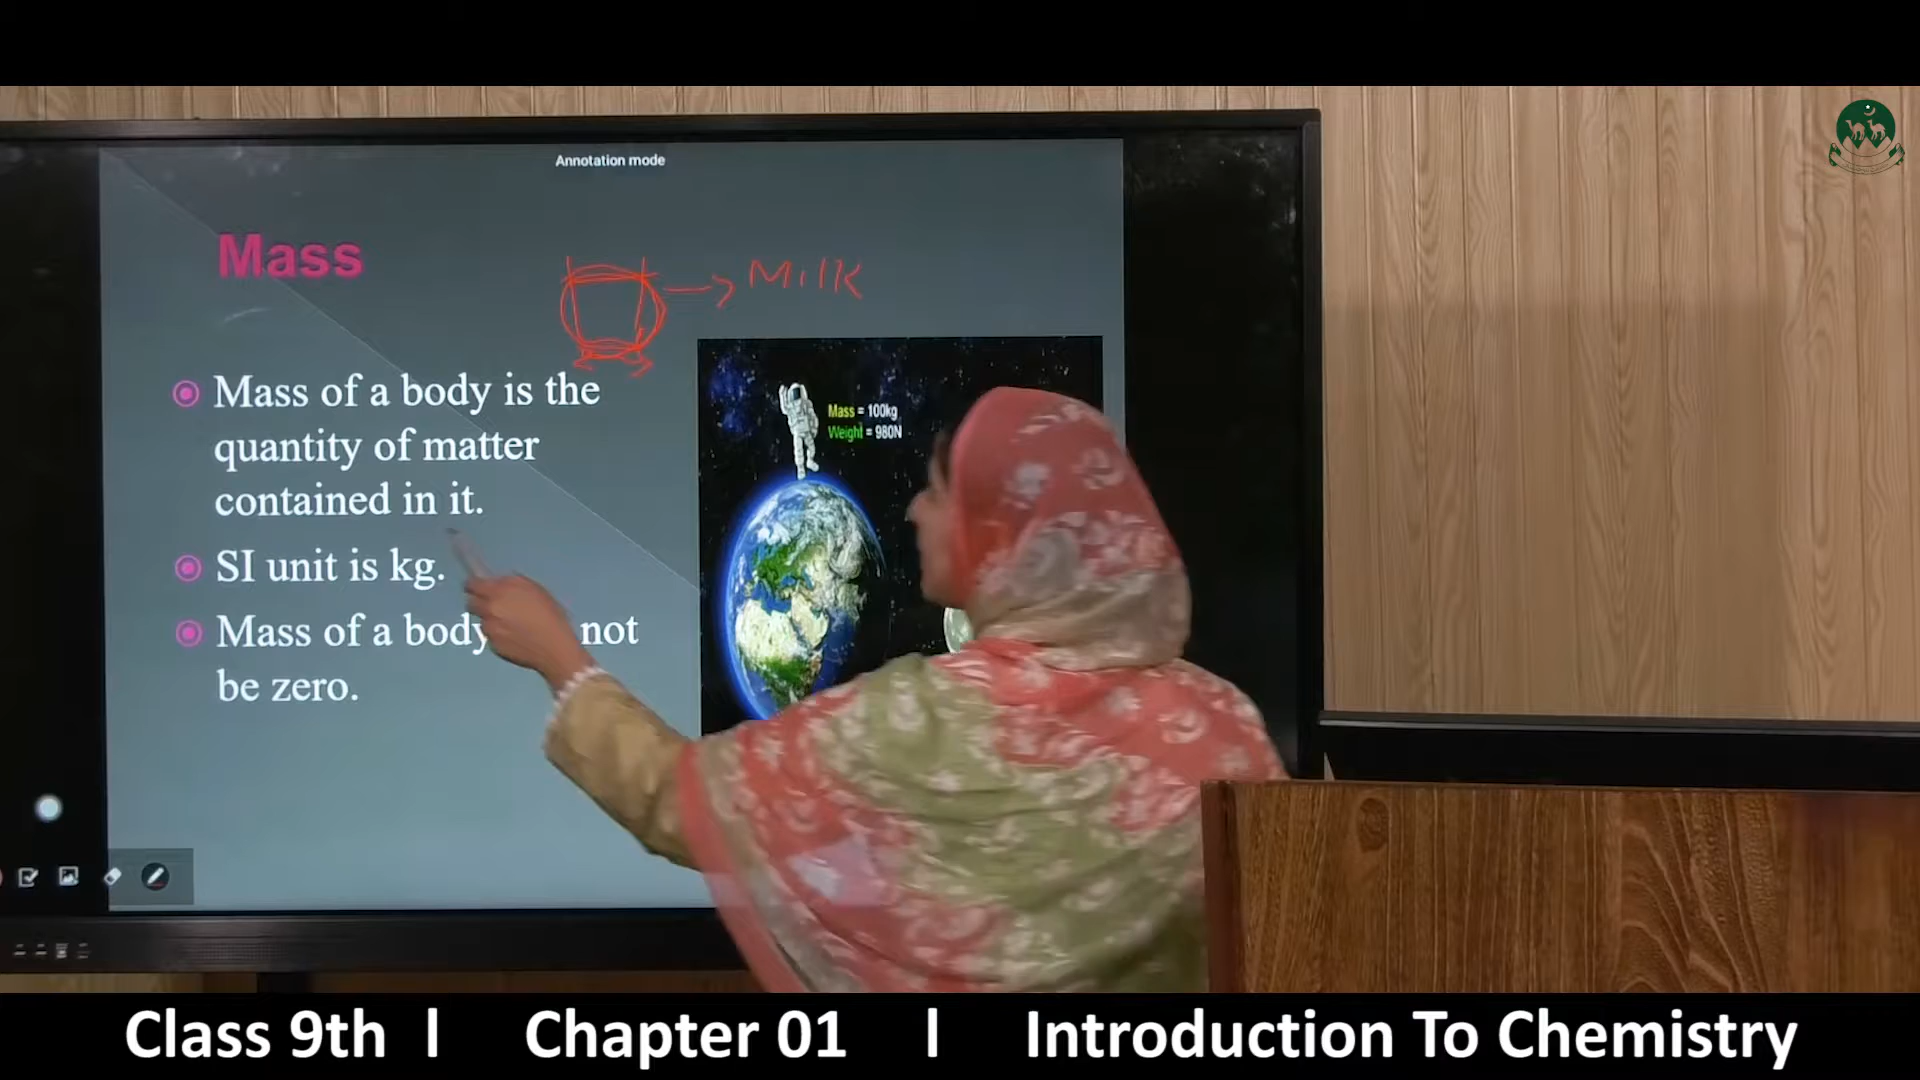 Annotation mode
Mass
Milk
Mass of a body is the
quantity of matter
contained in it.
SI unit is kg.
Mass of a body not
be zero.
Mass = 100kg
Weight = 980N
Class 9th l Chapter 01 l Introduction To Chemistry